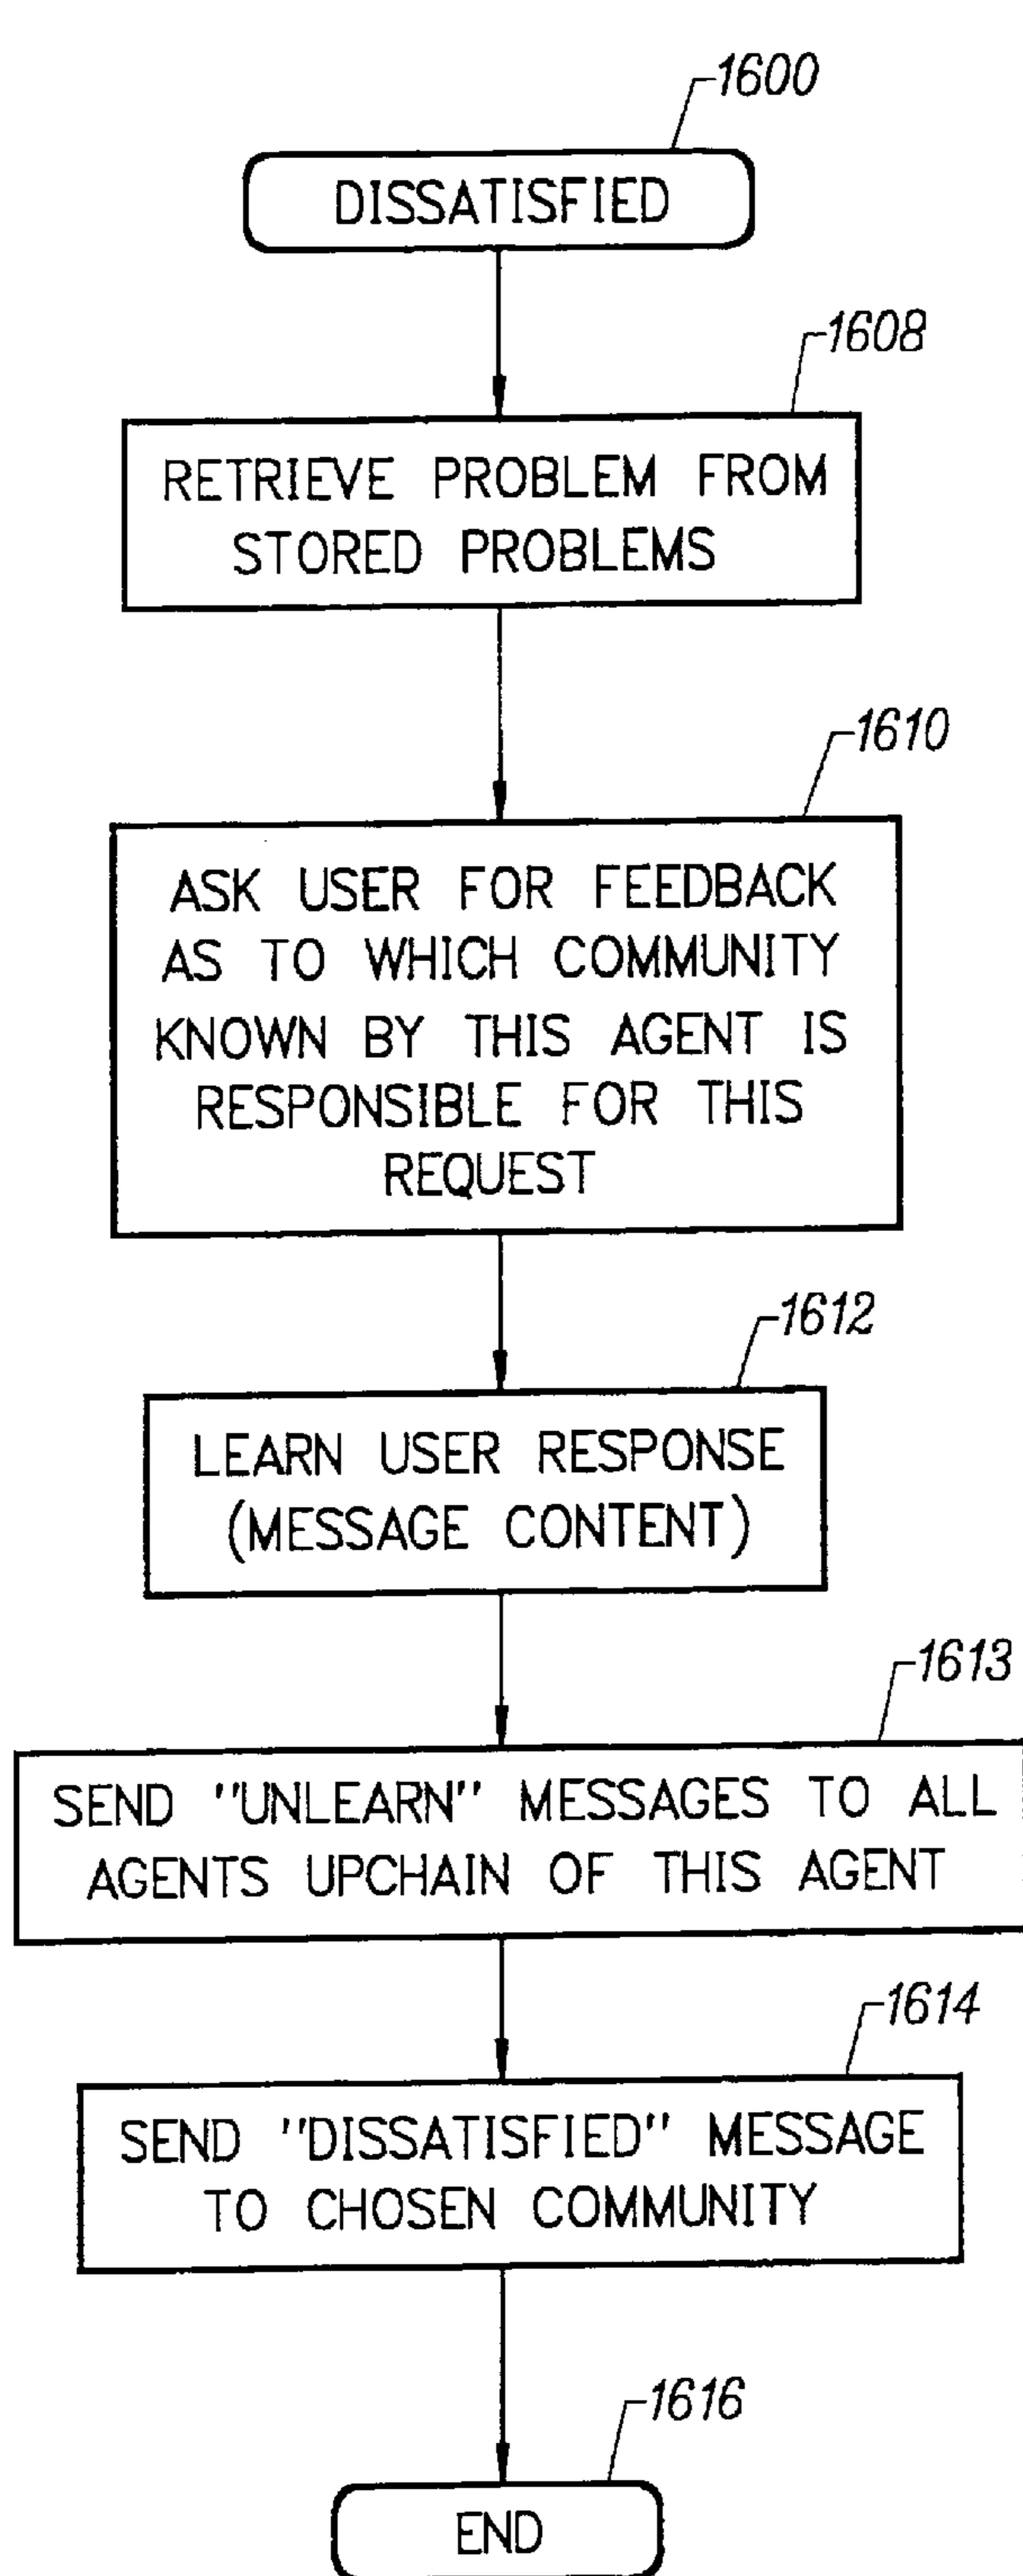 1600
DISSATISFIED
1608
RETRIEVE PROBLEM FROM
STORED PROBLEMS
1610
ASK USER FOR FEEDBACK
AS TO WHICH COMMUNITY
KNOWN BY THIS AGENT IS
RESPONSIBLE FOR THIS
REQUEST
1612
LEARN USER RESPONSE
(MESSAGE CONTENT)
1613
SEND "UNLEARN" MESSAGES TO ALL
AGENTS UPCHAIN OF THIS AGENT
1614
SEND "DISSATISFIED" MESSAGE
TO CHOSEN COMMUNITY
1616
END